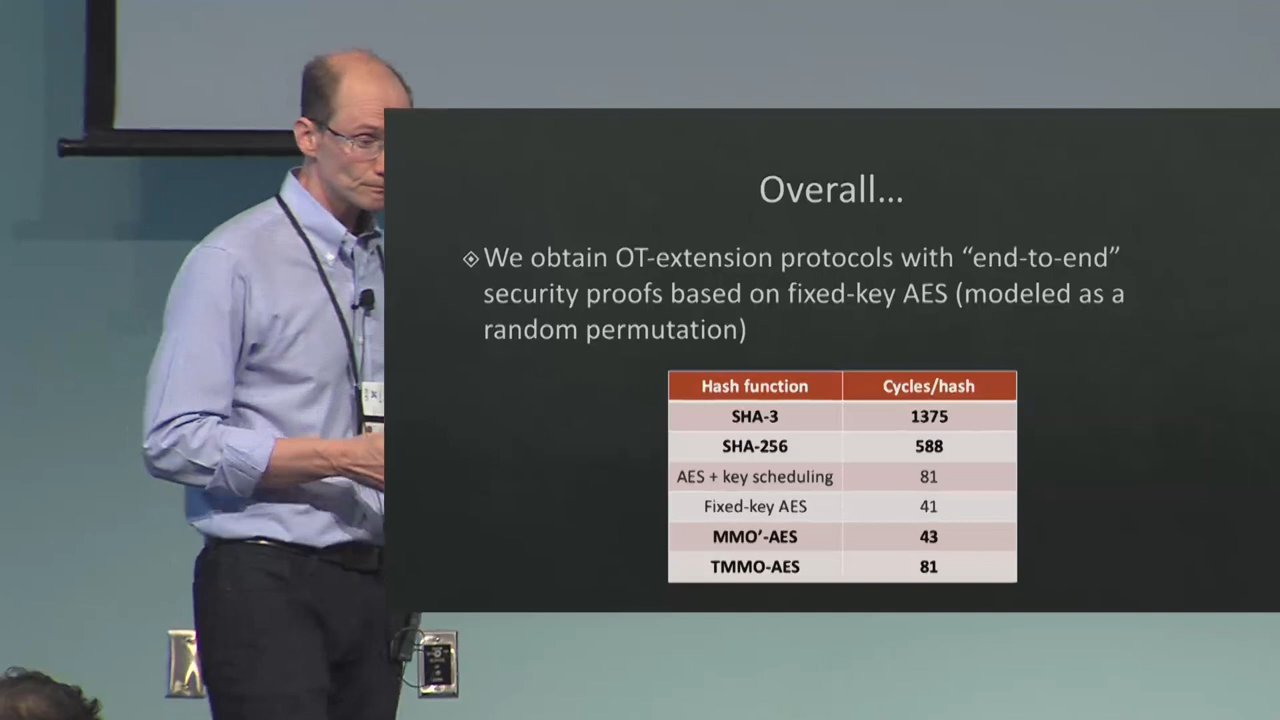 Overall…
We obtain OT-extension protocols with “end-to-end”
security proofs based on fixed-key AES (modeled as a
random permutation)
Hash function Cycles/hash
SHA-3 1375
SHA-256 588
AES + key scheduling 81
Fixed-key AES 41
MMO’-AES 43
TMMO-AES 81